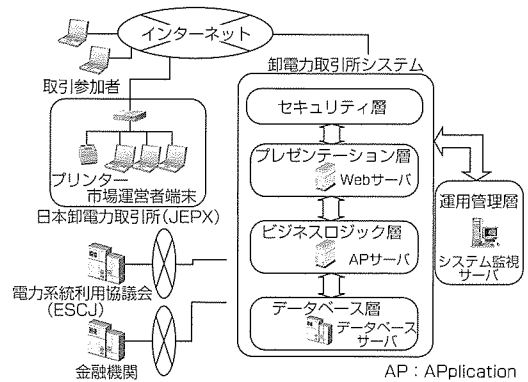 インターネット
取引参加者
プリンター
市場運営者端末
日本卸電力取引所(JEPX)
電力系統利用協議会
(ESCJ)
金融機関
卸電力取引所システム
セキュリティ層
プレゼンテーション層
Webサーバ
ビジネスロジック層
APサーバ
データベース層
データベース
サーバ
運用管理層
システム監視
サーバ
AP：APplication